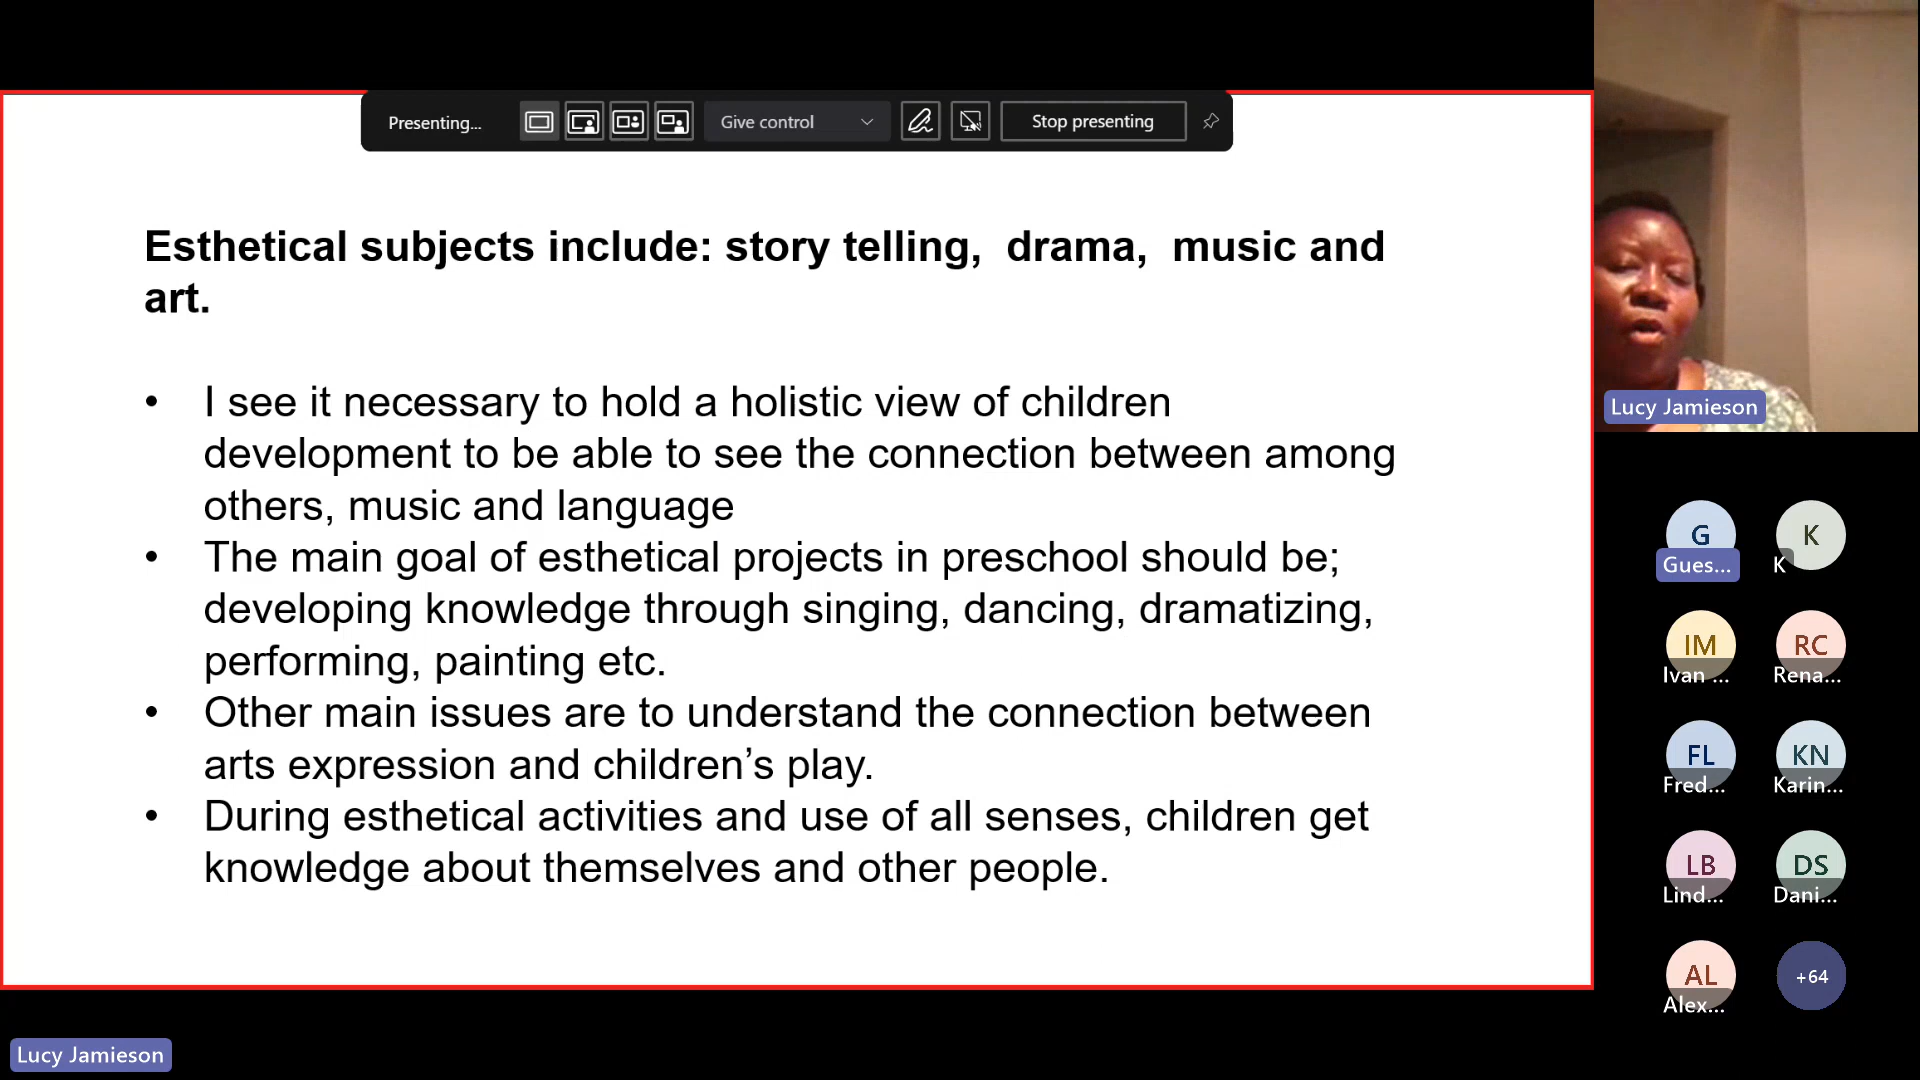 Presenting...
Give control
Stop presenting
Esthetical subjects include: story telling, drama, music and
art.
• I see it necessary to hold a holistic view of children
development to be able to see the connection between among
others, music and language
• The main goal of esthetical projects in preschool should be;
developing knowledge through singing, dancing, dramatizing,
performing, painting etc.
• Other main issues are to understand the connection between
arts expression and children’s play.
• During esthetical activities and use of all senses, children get
knowledge about themselves and other people.
Lucy Jamieson
G K
Gues... K
IM RC
Ivan ... Rena...
FL KN
Fred... Karin...
LB DS
Lind... Dani...
AL +64
Alex...
Lucy Jamieson